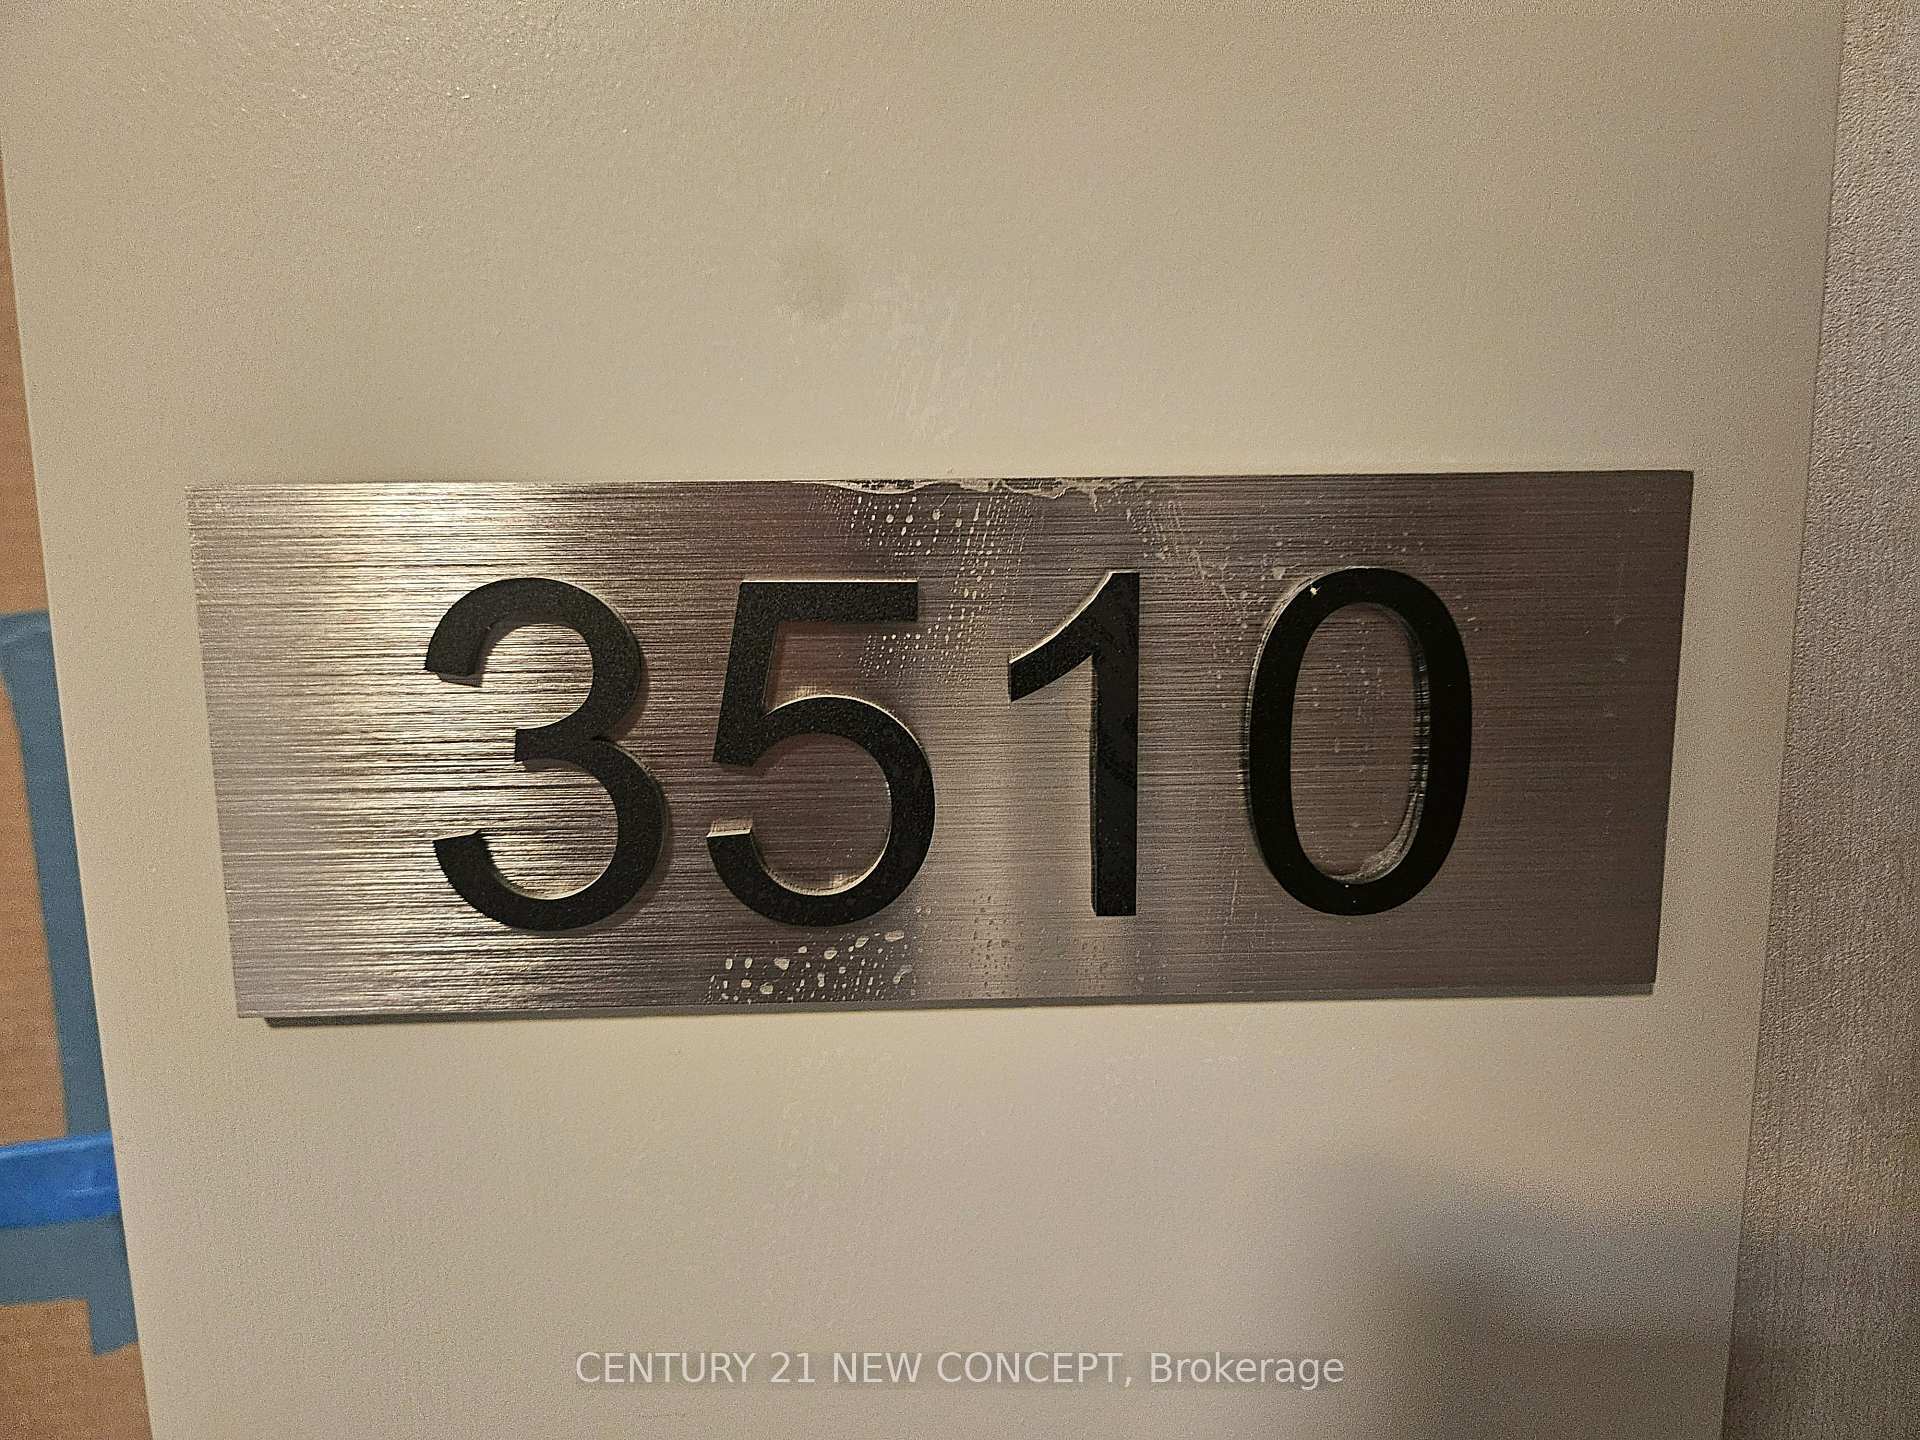 3510
CENTURY 21 NEW CONCEPT, Brokerage